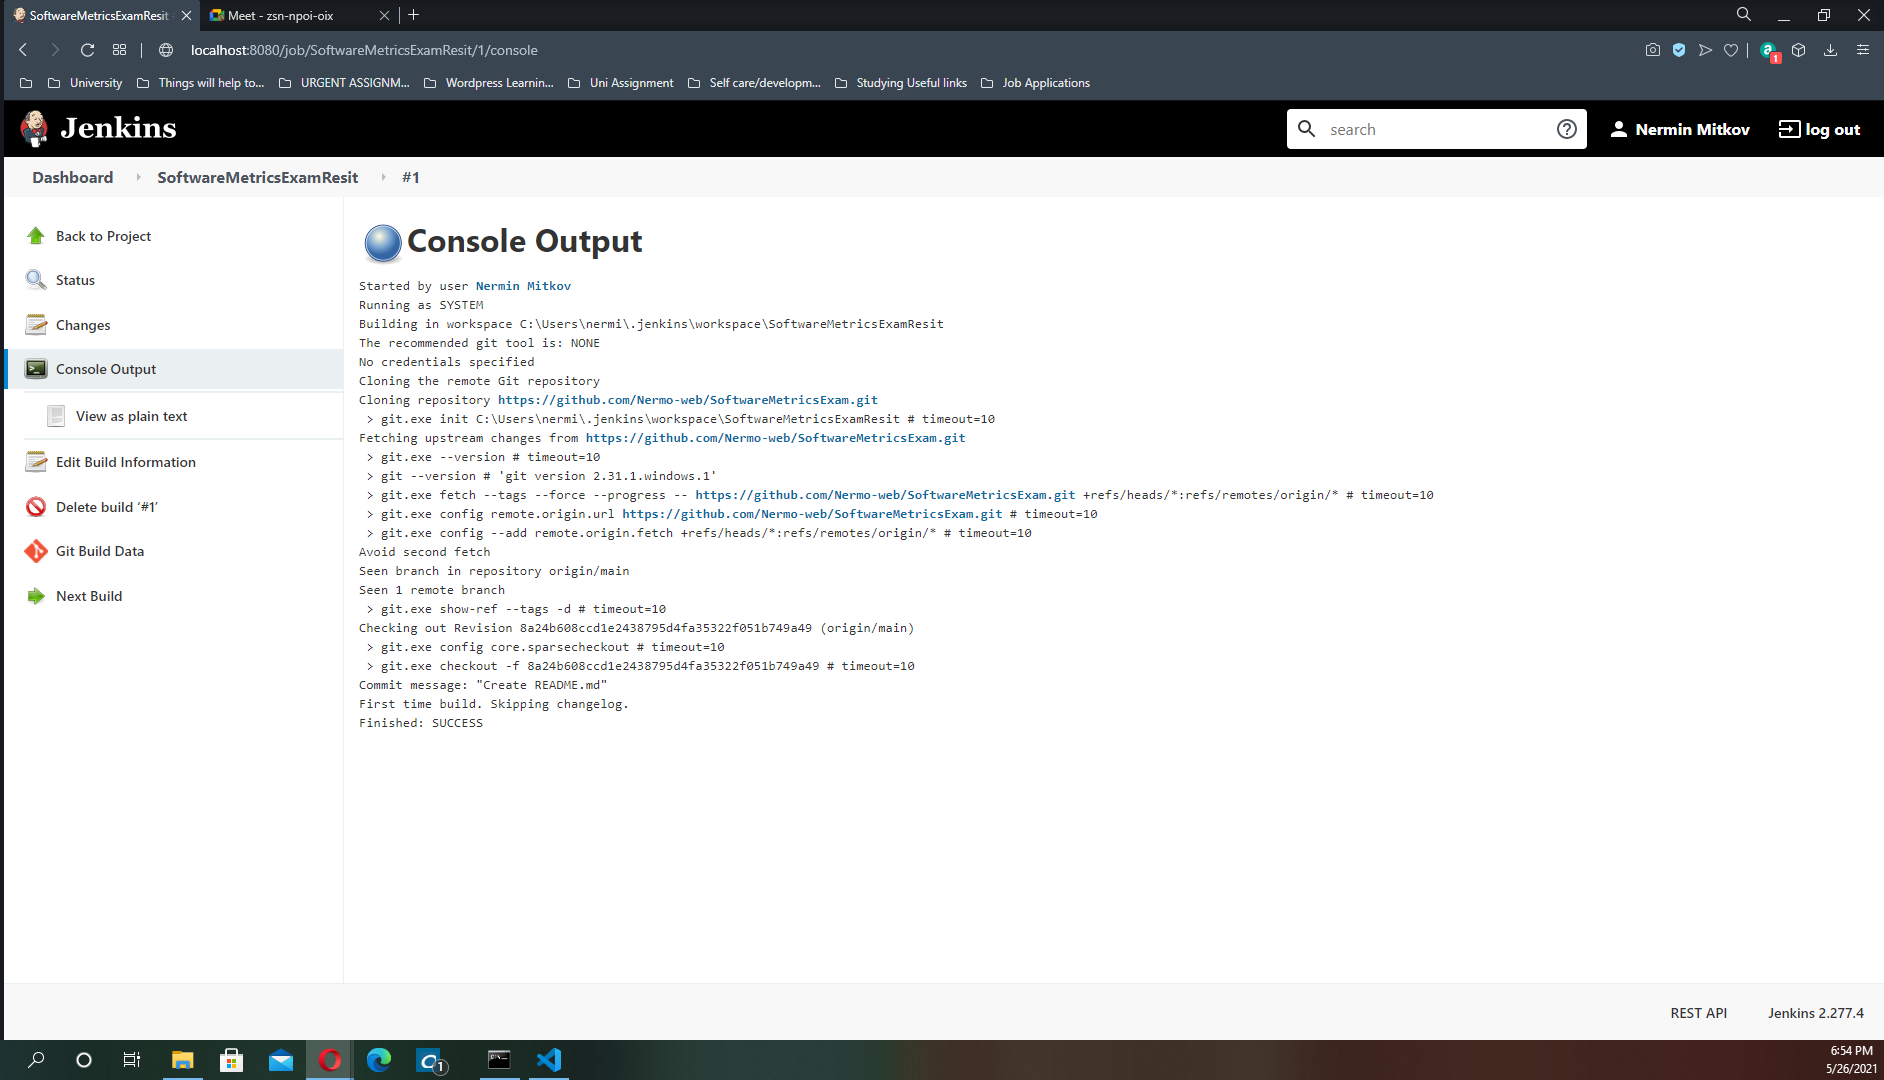 SoftwareMetricsExamResit
Meet - zsn-npoi-oix
localhost:8080/job/SoftwareMetricsExamResit/1/console
1
University
Things will help to...
URGENT ASSIGNM...
Wordpress Learnin...
Uni Assignment
Self care/developm...
Studying Useful links
Job Applications
Jenkins
search
Nermin Mitkov
log out
Dashboard
SoftwareMetricsExamResit
#1
Back to Project
Status
Changes
Console Output
View as plain text
Edit Build Information
Delete build '#1'
Git Build Data
Next Build
Console Output
Started by user Nermin Mitkov
Running as SYSTEM
Building in workspace C:\Users\nermi\.jenkins\workspace\SoftwareMetricsExamResit
The recommended git tool is: NONE
No credentials specified
Cloning the remote Git repository
Cloning repository https://github.com/Nermo-web/SoftwareMetricsExam.git
> git.exe init C:\Users\nermi\.jenkins\workspace\SoftwareMetricsExamResit # timeout=10
Fetching upstream changes from https://github.com/Nermo-web/SoftwareMetricsExam.git
> git.exe --version # timeout=10
> git --version # 'git version 2.31.1.windows.1'
> git.exe fetch --tags --force --progress -- https://github.com/Nermo-web/SoftwareMetricsExam.git +refs/heads/*:refs/remotes/origin/* # timeout=10
> git.exe config remote.origin.url https://github.com/Nermo-web/SoftwareMetricsExam.git # timeout=10
> git.exe config --add remote.origin.fetch +refs/heads/*:refs/remotes/origin/* # timeout=10
Avoid second fetch
Seen branch in repository origin/main
Seen 1 remote branch
> git.exe show-ref --tags -d # timeout=10
Checking out Revision 8a24b608ccd1e2438795d4fa35322f051b749a49 (origin/main)
> git.exe config core.sparsecheckout # timeout=10
> git.exe checkout -f 8a24b608ccd1e2438795d4fa35322f051b749a49 # timeout=10
Commit message: "Create README.md"
First time build. Skipping changelog.
Finished: SUCCESS
REST API
Jenkins 2.277.4
1
6:54 PM
5/26/2021